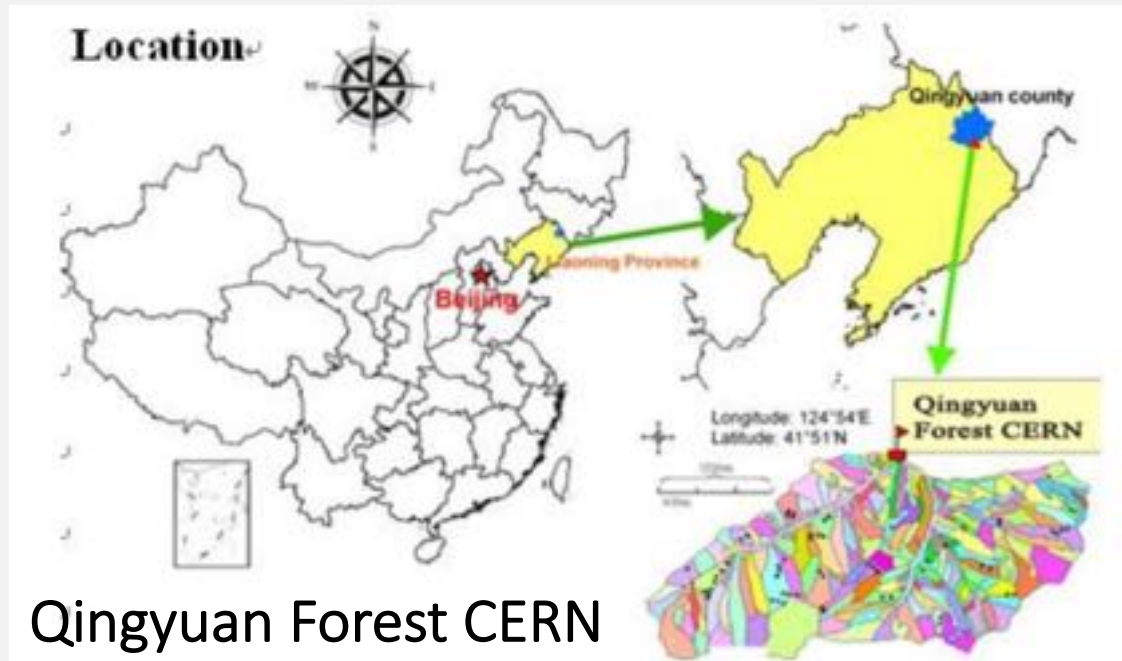 Location
N
W
E
S
Qingyuan county
Liaoning Province
Beijing
Longitude: 124°54'E
Latitude: 41°51'N
Qingyuan
Forest CERN
Qingyuan Forest CERN